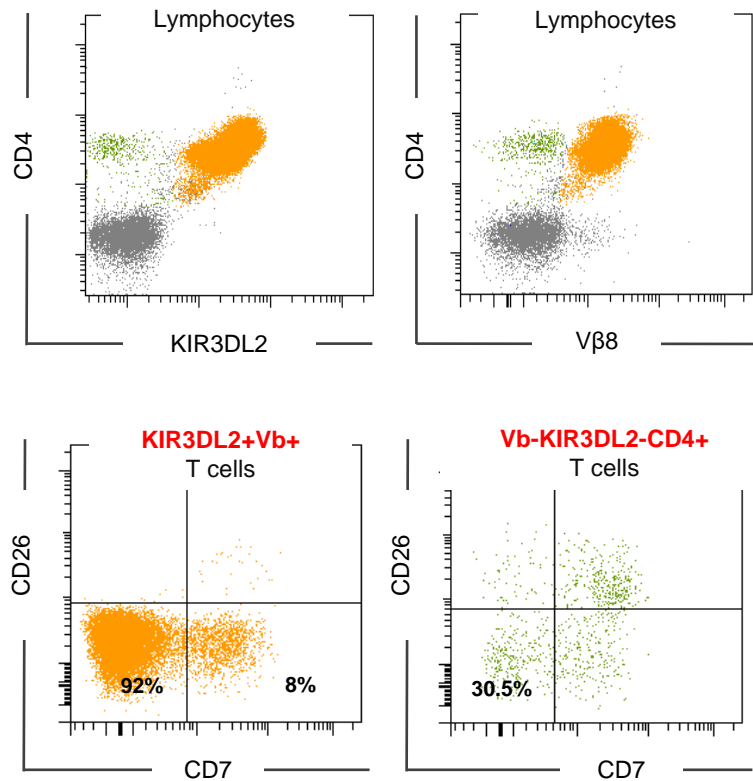 Lymphocytes
CD4
KIR3DL2
Lymphocytes
CD4
Vβ8
KIR3DL2+Vb+
T cells
CD26
92%
8%
CD7
Vb-KIR3DL2-CD4+
T cells
CD26
30.5%
CD7